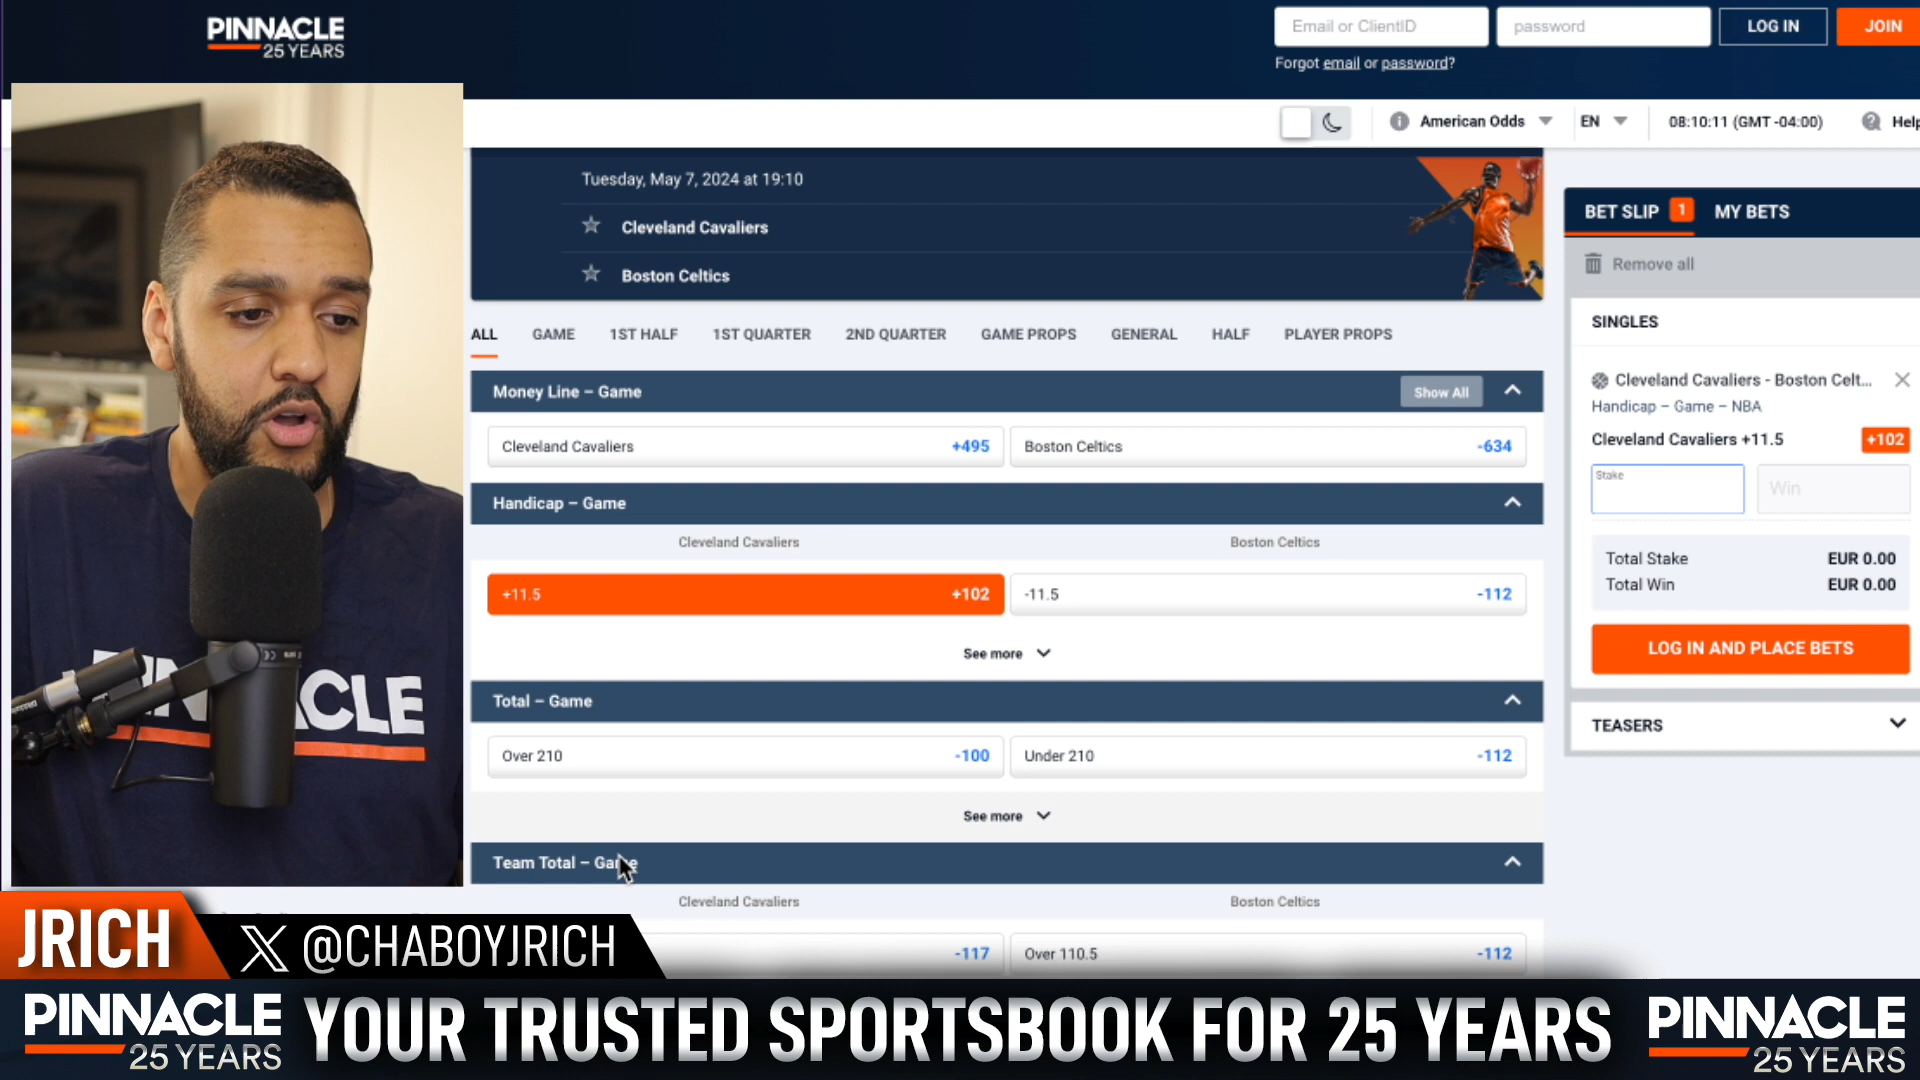 PINNACLE
25 YEARS
Email or ClientID
password
LOG IN
JOIN
Forgot email or password?
American Odds
EN
08:10:11 (GMT -04:00)
Help
Tuesday, May 7, 2024 at 19:10
Cleveland Cavaliers
Boston Celtics
ALL
GAME
1ST HALF
1ST QUARTER
2ND QUARTER
GAME PROPS
GENERAL
HALF
PLAYER PROPS
Money Line – Game
Show All
Cleveland Cavaliers
+495
Boston Celtics
-634
Handicap – Game
Cleveland Cavaliers
Boston Celtics
+11.5
+102
-11.5
-112
See more
Total – Game
Over 210
-100
Under 210
-112
See more
Team Total – Game
Cleveland Cavaliers
Boston Celtics
-117
Over 110.5
-112
BET SLIP 1
MY BETS
Remove all
SINGLES
Cleveland Cavaliers - Boston Celt...
Handicap – Game – NBA
Cleveland Cavaliers +11.5
+102
Stake
Win
Total Stake
EUR 0.00
Total Win
EUR 0.00
LOG IN AND PLACE BETS
TEASERS
JRICH
X @CHABOYJRICH
PINNACLE
25 YEARS
YOUR TRUSTED SPORTSBOOK FOR 25 YEARS
PINNACLE
25 YEARS